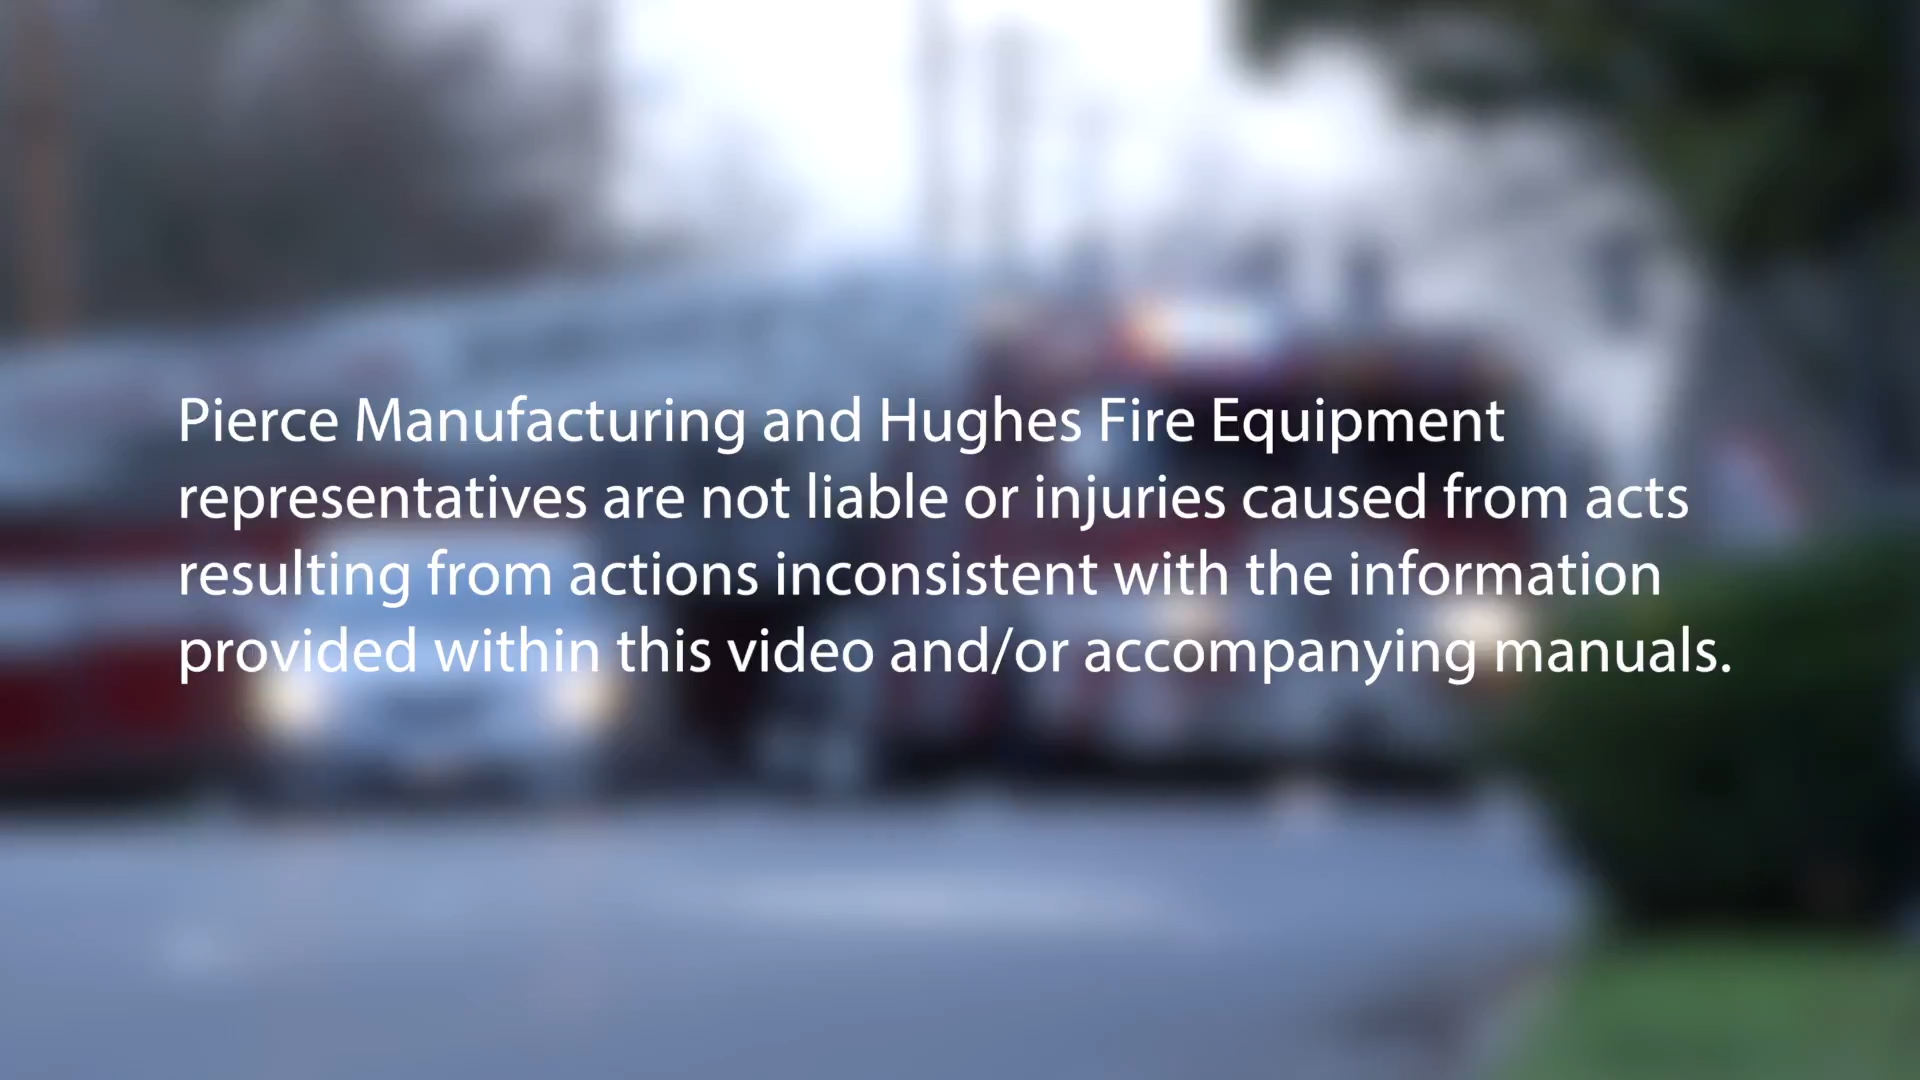 Pierce Manufacturing and Hughes Fire Equipment
representatives are not liable or injuries caused from acts
resulting from actions inconsistent with the information
provided within this video and/or accompanying manuals.